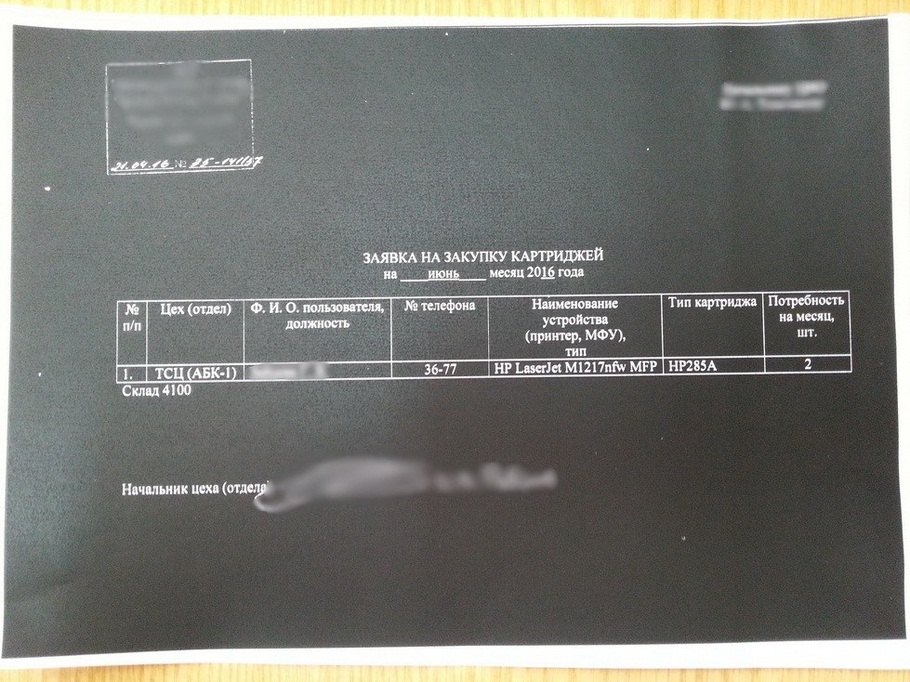 21.04.16 № 25-141/57
ЗАЯВКА НА ЗАКУПКУ КАРТРИДЖЕЙ
на июнь месяц 2016 года
№ п/п Цех (отдел) Ф. И. О. пользователя, должность № телефона Наименование устройства (принтер, МФУ), тип Тип картриджа Потребность на месяц, шт.
1. ТСЦ (АБК-1) 36-77 HP LaserJet M1217nfw MFP HP285A 2
Склад 4100
Начальник цеха (отдела